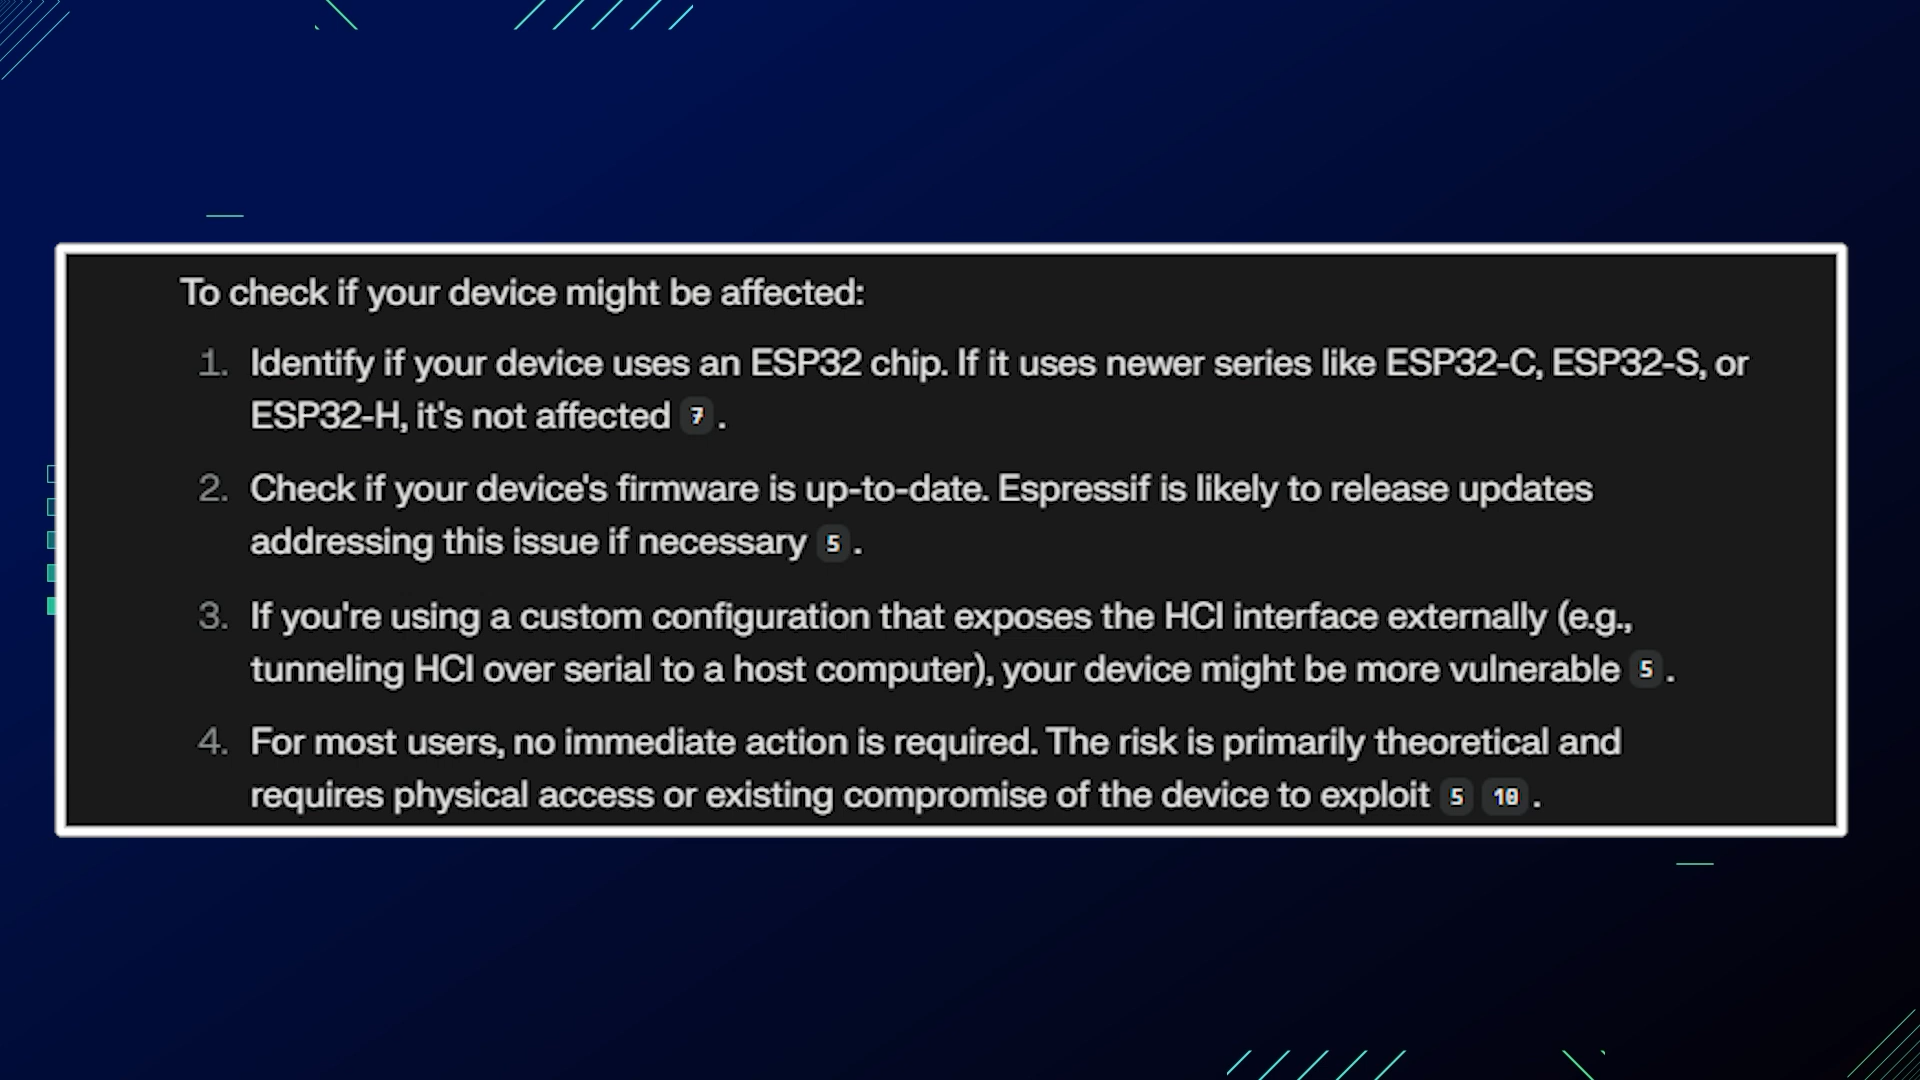 To check if your device might be affected:
1. Identify if your device uses an ESP32 chip. If it uses newer series like ESP32-C, ESP32-S, or
ESP32-H, it's not affected 7 .
2. Check if your device's firmware is up-to-date. Espressif is likely to release updates
addressing this issue if necessary 5 .
3. If you're using a custom configuration that exposes the HCI interface externally (e.g.,
tunneling HCI over serial to a host computer), your device might be more vulnerable 5 .
4. For most users, no immediate action is required. The risk is primarily theoretical and
requires physical access or existing compromise of the device to exploit 5 10 .